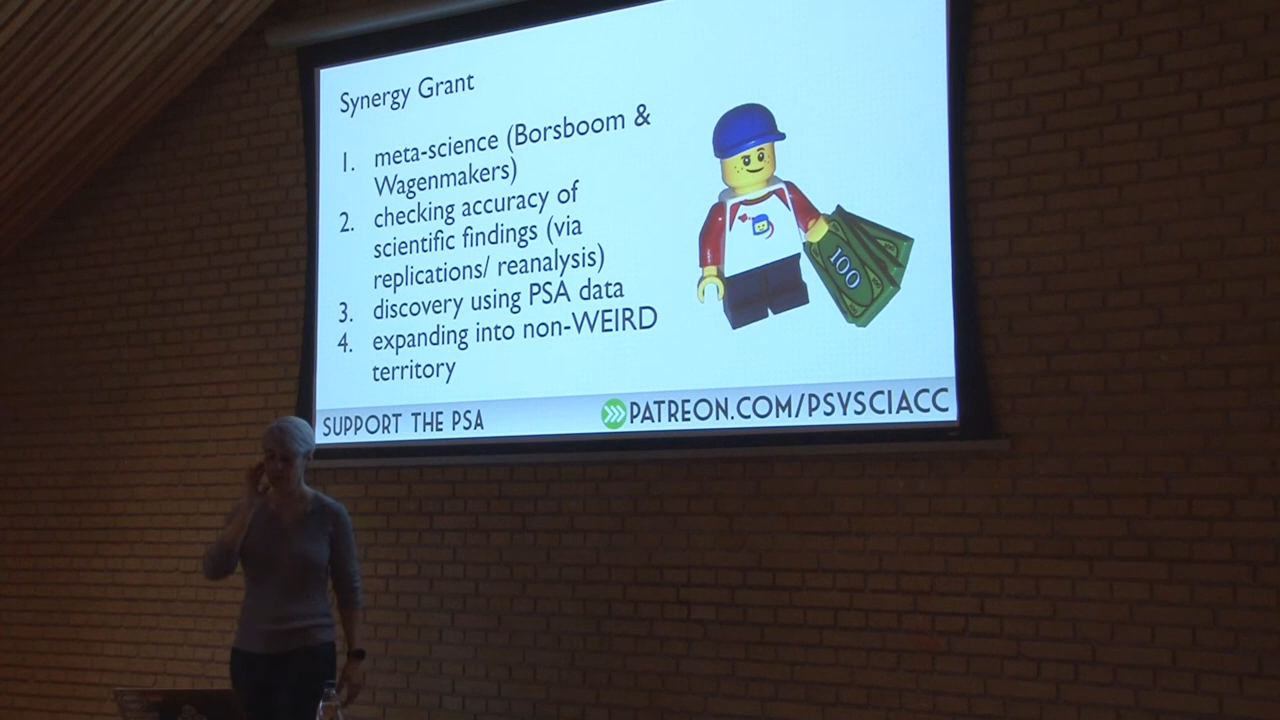 Synergy Grant
1. meta-science (Borsboom &
Wagenmakers)
2. checking accuracy of
scientific findings (via
replications/ reanalysis)
3. discovery using PSA data
4. expanding into non-WEIRD
territory
100
SUPPORT THE PSA
PATREON.COM/PSYSCIACC